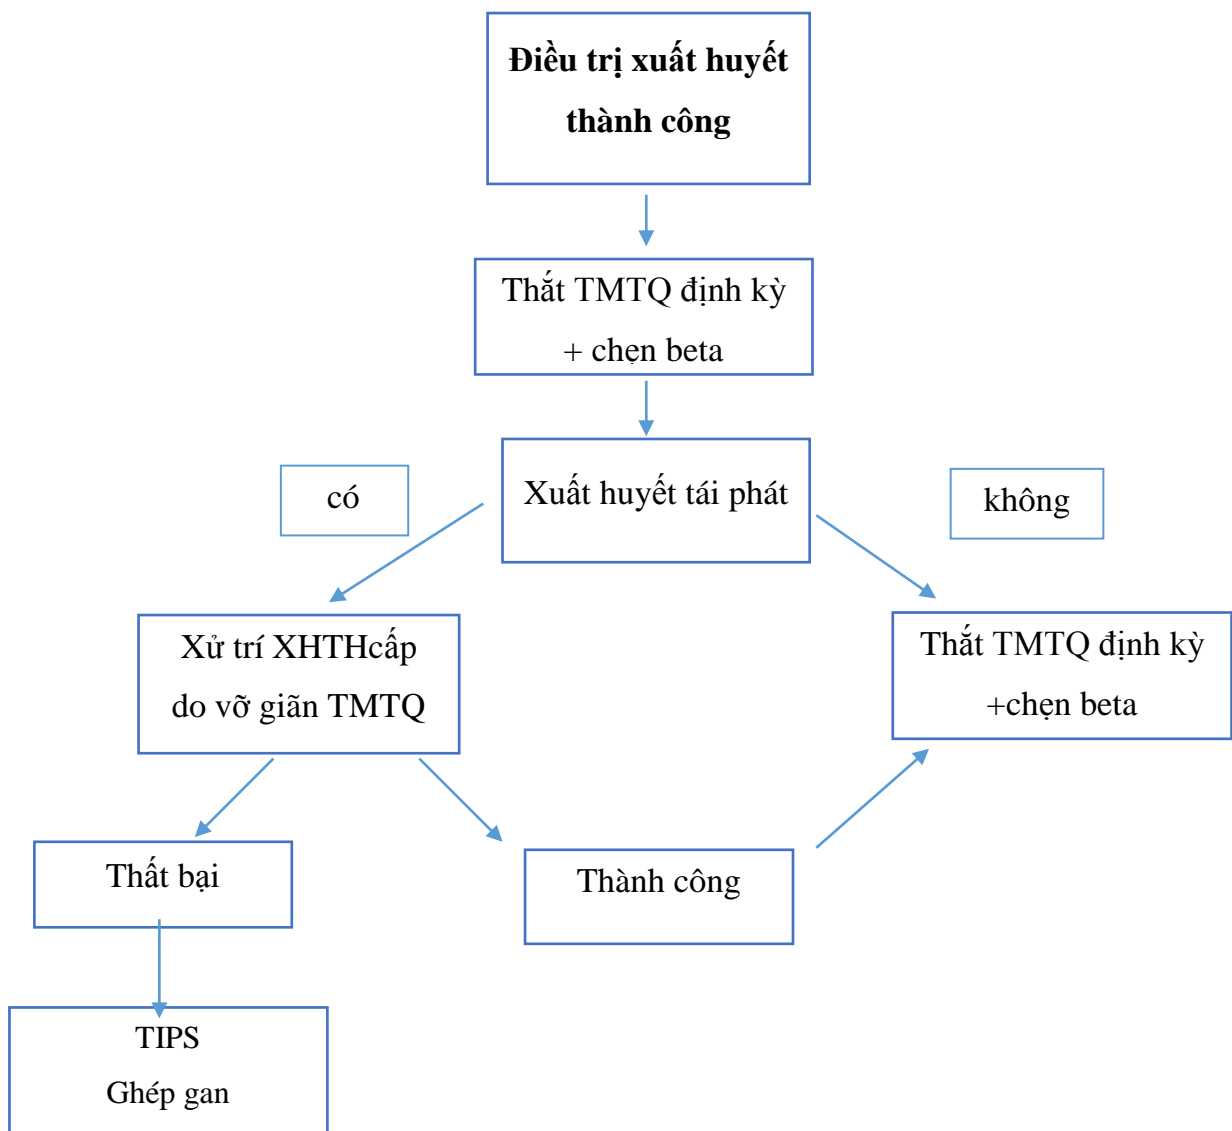 Điều trị xuất huyết
thành công
Thắt TMTQ định kỳ
+ chẹn beta
Xuất huyết tái phát
có
không
Xử trí XHTHcấp
do vỡ giãn TMTQ
Thắt TMTQ định kỳ
+chẹn beta
Thất bại
Thành công
TIPS
Ghép gan